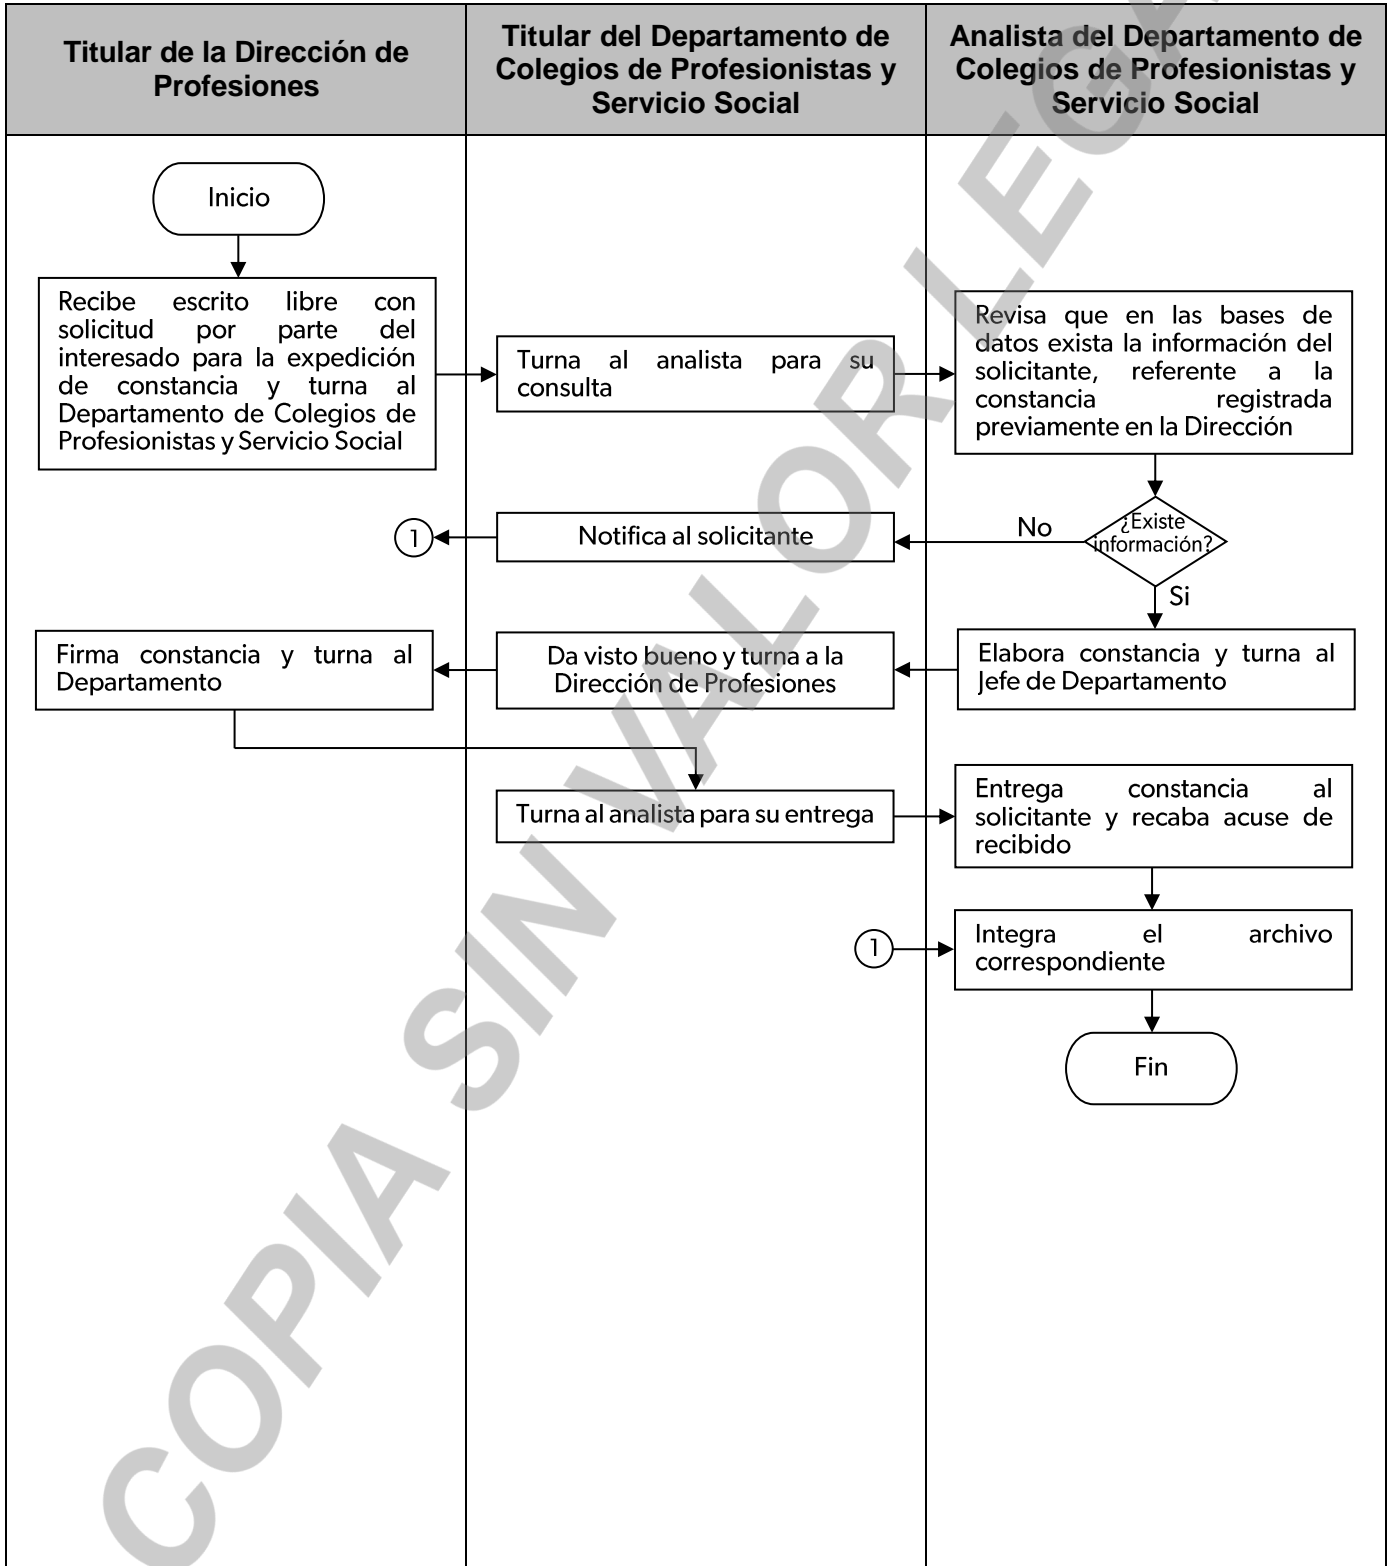 Titular de la Dirección de
Profesiones
Titular del Departamento de
Colegios de Profesionistas y
Servicio Social
Analista del Departamento de
Colegios de Profesionistas y
Servicio Social
Inicio
Recibe escrito libre con
solicitud por parte del
interesado para la expedición
de constancia y turna al
Departamento de Colegios de
Profesionistas y Servicio Social
Turna al analista para su
consulta
Revisa que en las bases de
datos exista la información del
solicitante, referente a la
constancia registrada
previamente en la Dirección
¿Existe
información?
No
Notifica al solicitante
1
Si
Elabora constancia y turna al
Jefe de Departamento
Da visto bueno y turna a la
Dirección de Profesiones
Firma constancia y turna al
Departamento
Turna al analista para su entrega
Entrega constancia al
solicitante y recaba acuse de
recibido
1
Integra el archivo
correspondiente
Fin
COPIA SIN VALOR LEGA